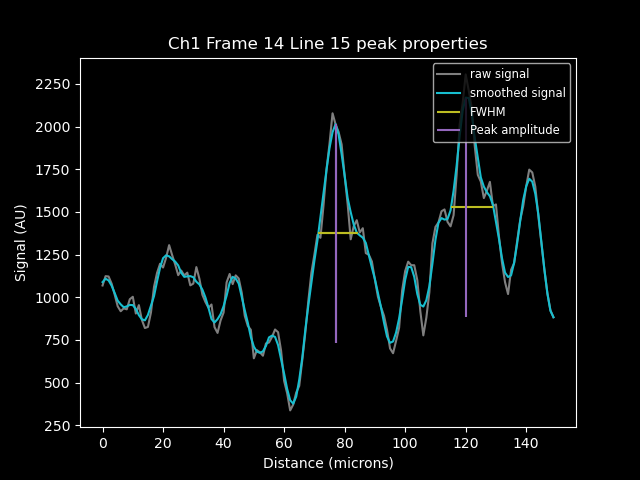 Ch1 Frame 14 Line 15 peak properties
raw signal
smoothed signal
FWHM
Peak amplitude
Signal (AU)
2250
2000
1750
1500
1250
1000
750
500
250
0 20 40 60 80 100 120 140
Distance (microns)